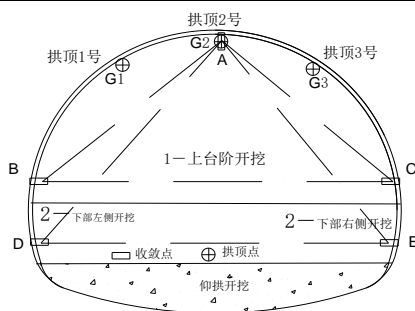 拱顶2号
拱顶1号
G2
拱顶3号
A
G1
G3
1－上台阶开挖
B
C
2－下部左侧开挖
2－下部右侧开挖
D
E
收敛点
拱顶点
仰拱开挖